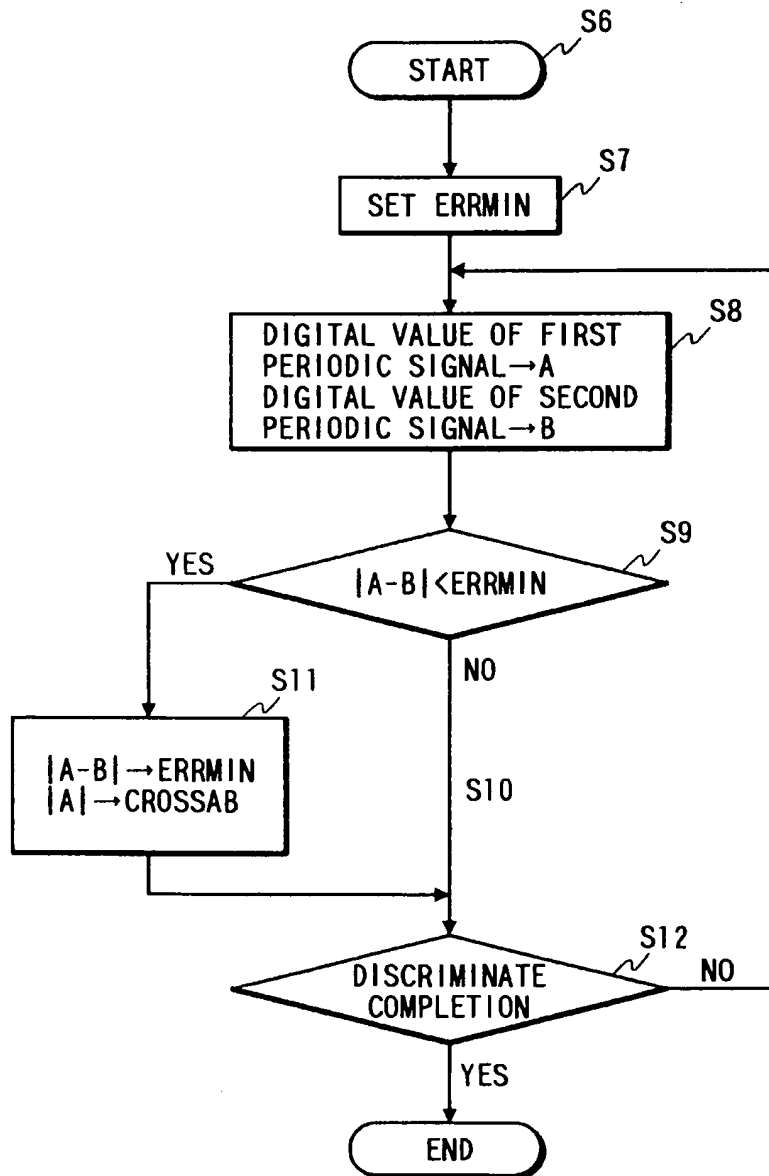 S6
START
S7
SET ERRMIN
S8
DIGITAL VALUE OF FIRST
PERIODIC SIGNAL→A
DIGITAL VALUE OF SECOND
PERIODIC SIGNAL→B
S9
YES
|A-B|<ERRMIN
NO
S11
|A-B|→ERRMIN
|A|→CROSSAB
S10
S12
DISCRIMINATE
COMPLETION
NO
YES
END